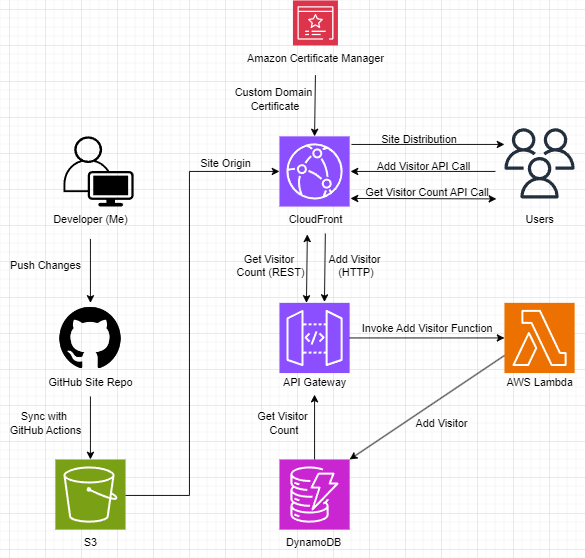 Amazon Certificate Manager
Custom Domain
Certificate
Site Distribution
Site Origin
Add Visitor API Call
Get Visitor Count API Call
Developer (Me)
CloudFront
Users
Push Changes
Get Visitor
Count (REST)
Add Visitor
(HTTP)
Invoke Add Visitor Function
GitHub Site Repo
API Gateway
AWS Lambda
Sync with
GitHub Actions
Get Visitor
Count
Add Visitor
S3
DynamoDB